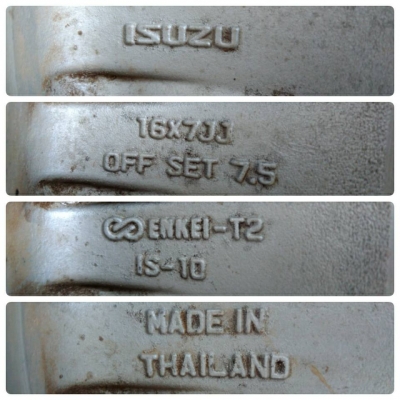 ISUZU
16X7JJ
OFF SET 7.5
ENKEI-T2
IS-10
MADE IN
THAILAND